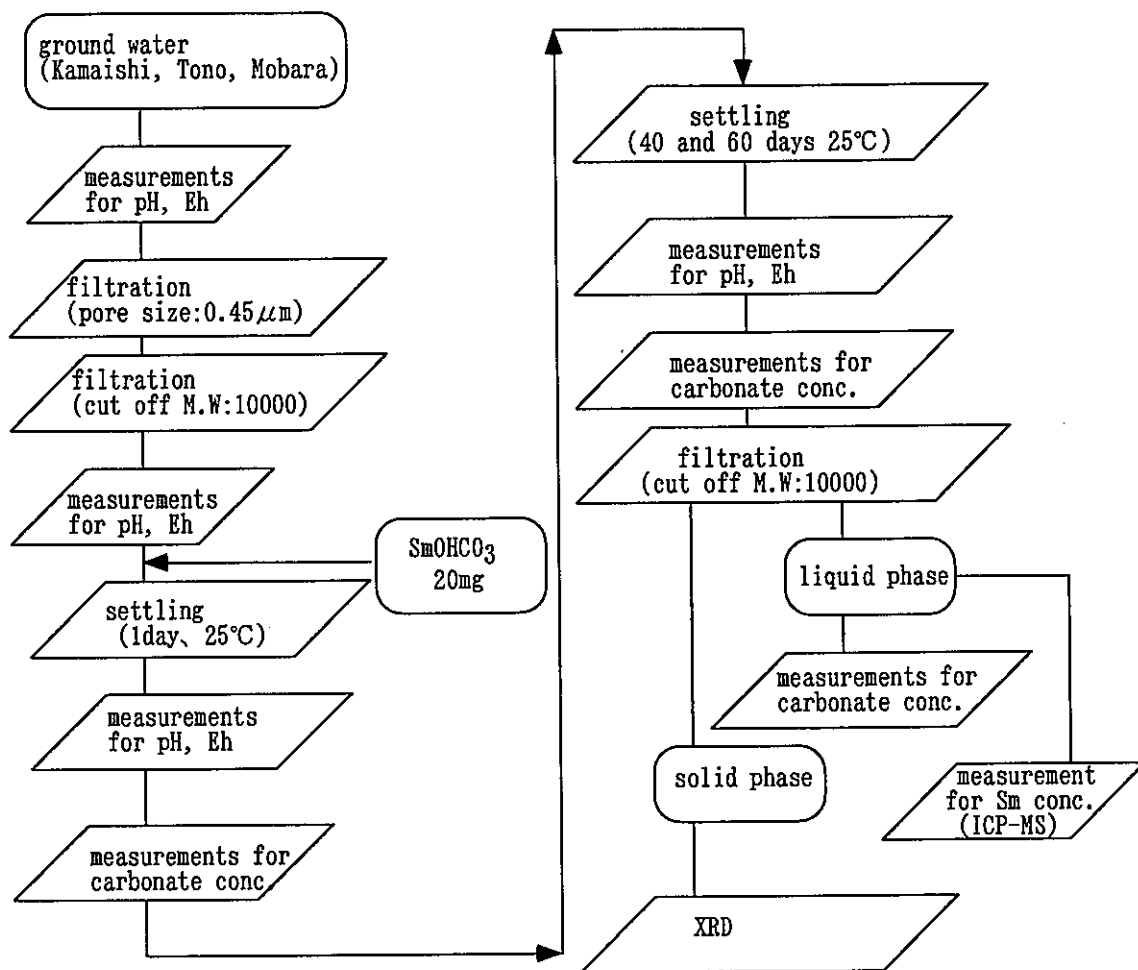 ground water
(Kamaishi, Tono, Mobara)
measurements
for pH, Eh
filtration
(pore size:0.45μm)
filtration
(cut off M.W:10000)
measurements
for pH, Eh
SmOHCO₃
20mg
settling
(1day、25℃)
measurements
for pH, Eh
measurements for
carbonate conc.
settling
(40 and 60 days 25℃)
measurements
for pH, Eh
measurements for
carbonate conc.
filtration
(cut off M.W:10000)
liquid phase
measurements for
carbonate conc.
solid phase
measurement
for Sm conc.
(ICP-MS)
XRD